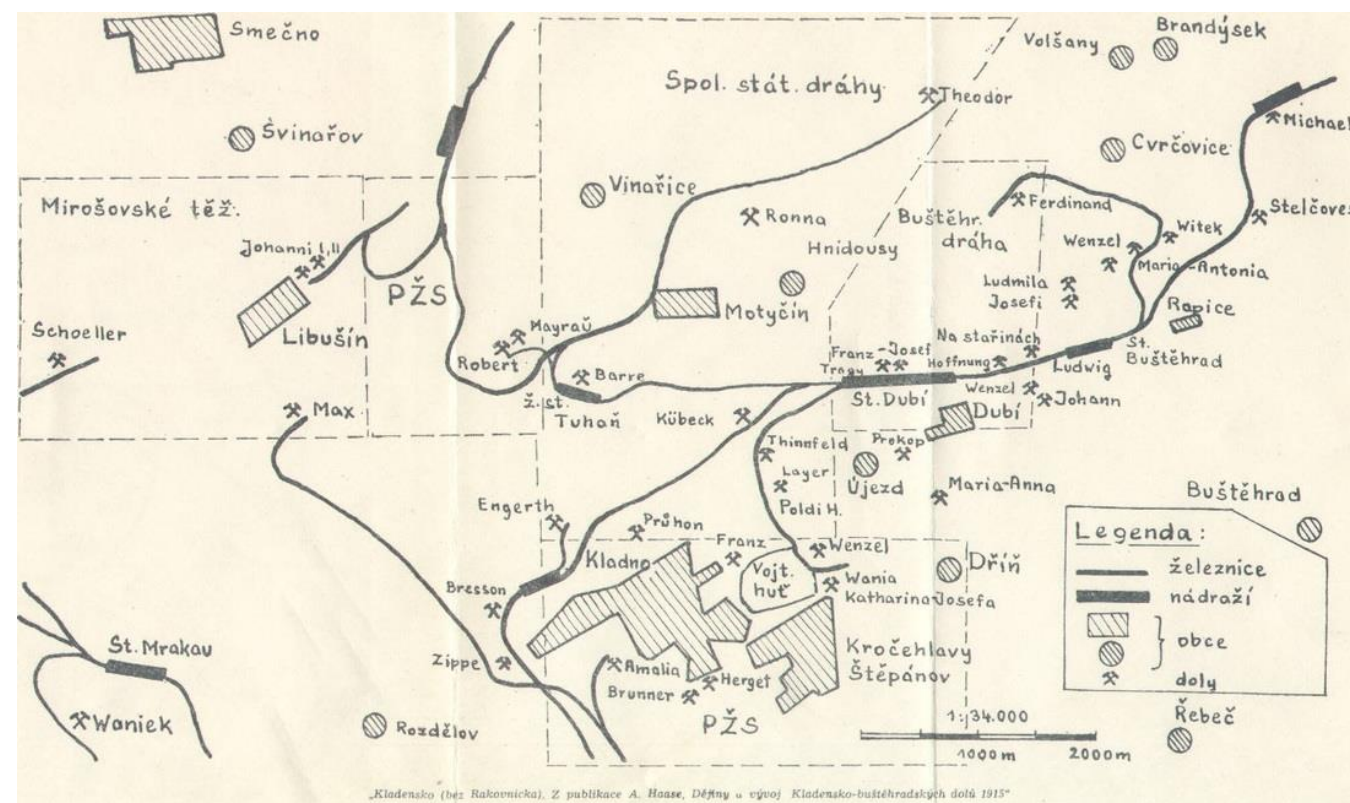 Smečno
Švinařov
Spol. stát. dráhy
Theodor
Volšany
Brandýsek
Michael
Cvrčovice
Mirošovské těž.
Johanni I, II
Libušín
Schoeller
PŽS
Vinařice
Ronna
Hnidousy
Motyčín
Buštěhr.
dráha
Ferdinand
Wenzel
Witek
Stelčoves
Maria-Antonia
Ludmila
Josefi
Rapice
Mayraů
Robert
Barre
Ž. st.
Tuhaň
Max
Kübeck
Franz-Josef
Tragy
Hoffnung
Na stařinách
Ludwig
St.
Buštěhrad
St. Dubí
Wenzel
Dubí
Johann
Thinnfeld
Layer
Poldi H.
Prokop
Újezd
Maria-Anna
Engerth
Průhon
Kladno
Franz
Vojt.
huť
Wenzel
Wania
Katharina-Josefa
Dříň
Buštěhrad
Bresson
Zippe
Amalia
Brunner
Herget
Kročehlavy
Štěpánov
PŽS
St. Mrakau
Waniek
Rozdělov
Legenda:
železnice
nádraží
obce
doly
Řebeč
1:34.000
1000 m
2000 m
„Kladensko (bez Rakovnicka). Z publikace A. Haase, Dějiny a vývoj Kladensko-buštěhradských dolů 1915"